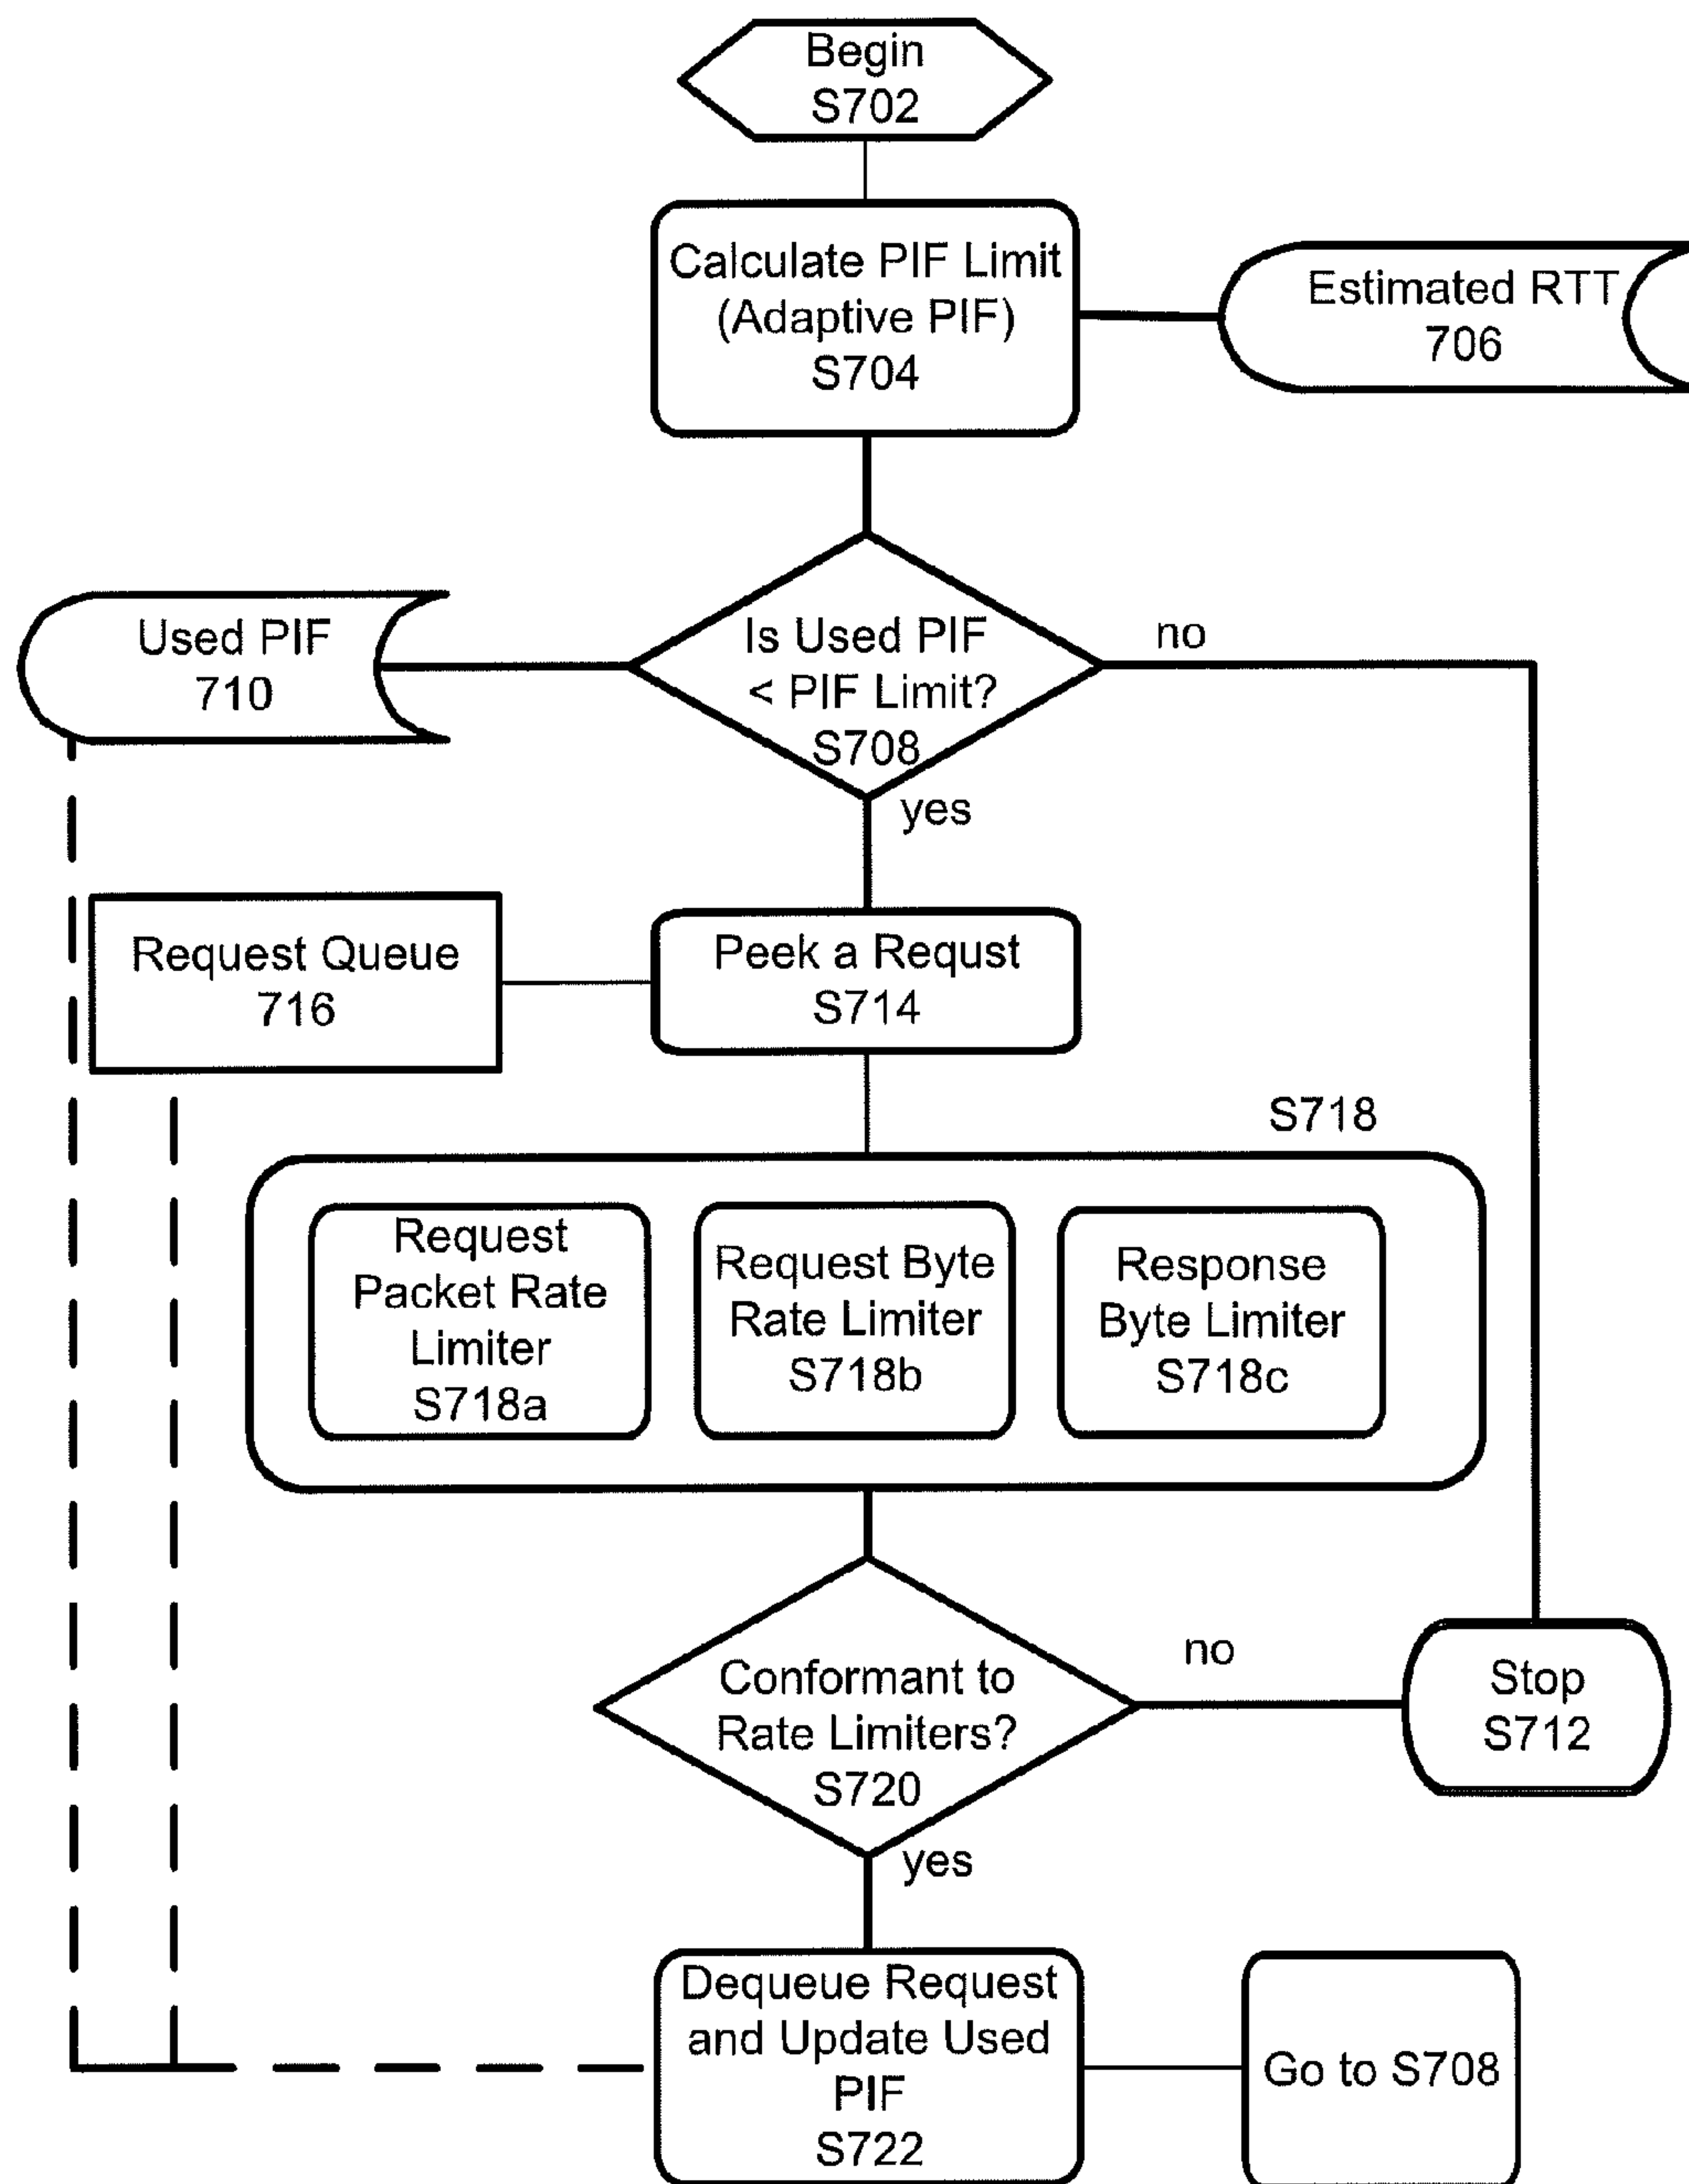 Begin
S702
Calculate PIF Limit
(Adaptive PIF)
S704
Estimated RTT
706
Used PIF
710
Is Used PIF
< PIF Limit?
S708
no
yes
Request Queue
716
Peek a Requst
S714
S718
Request
Packet Rate
Limiter
S718a
Request Byte
Rate Limiter
S718b
Response
Byte Limiter
S718c
Conformant to
Rate Limiters?
S720
no
Stop
S712
yes
Dequeue Request
and Update Used
PIF
S722
Go to S708